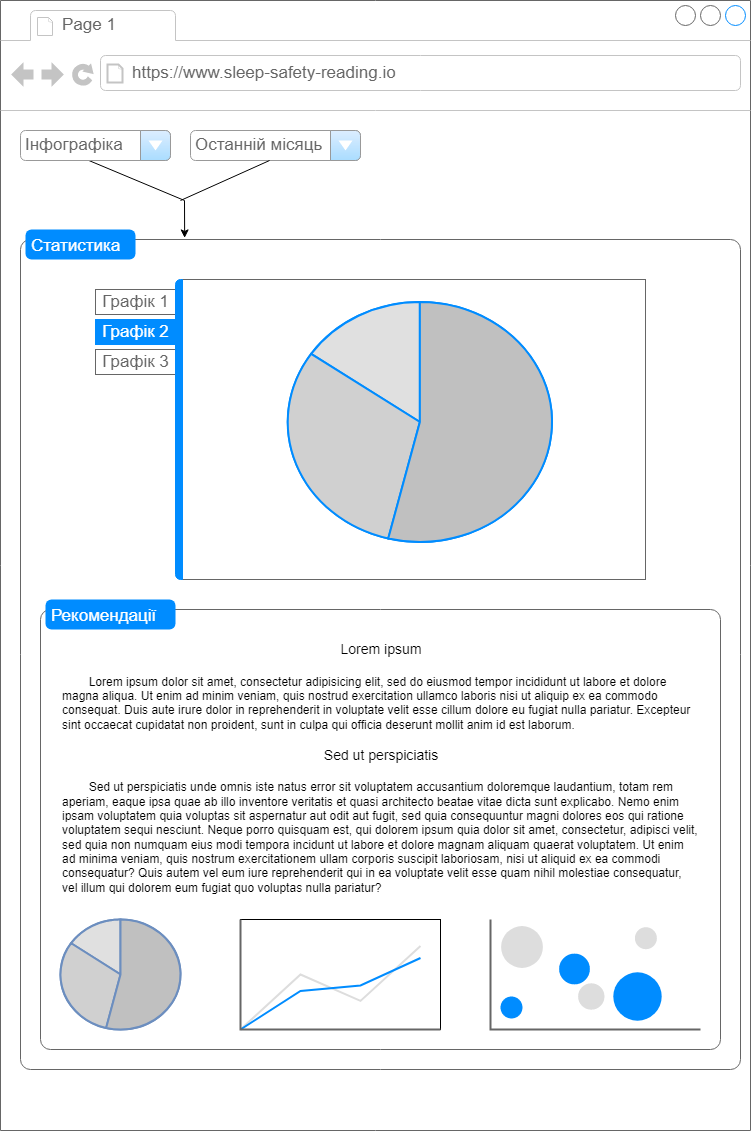 Page 1
https://www.sleep-safety-reading.io
Інфографіка
Останній місяць
Статистика
Графік 1
Графік 2
Графік 3
Рекомендації
Lorem ipsum
Lorem ipsum dolor sit amet, consectetur adipisicing elit, sed do eiusmod tempor incididunt ut labore et dolore
magna aliqua. Ut enim ad minim veniam, quis nostrud exercitation ullamco laboris nisi ut aliquip ex ea commodo
consequat. Duis aute irure dolor in reprehenderit in voluptate velit esse cillum dolore eu fugiat nulla pariatur. Excepteur
sint occaecat cupidatat non proident, sunt in culpa qui officia deserunt mollit anim id est laborum.
Sed ut perspiciatis
Sed ut perspiciatis unde omnis iste natus error sit voluptatem accusantium doloremque laudantium, totam rem
aperiam, eaque ipsa quae ab illo inventore veritatis et quasi architecto beatae vitae dicta sunt explicabo. Nemo enim
ipsam voluptatem quia voluptas sit aspernatur aut odit aut fugit, sed quia consequuntur magni dolores eos qui ratione
voluptatem sequi nesciunt. Neque porro quisquam est, qui dolorem ipsum quia dolor sit amet, consectetur, adipisci velit,
sed quia non numquam eius modi tempora incidunt ut labore et dolore magnam aliquam quaerat voluptatem. Ut enim
ad minima veniam, quis nostrum exercitationem ullam corporis suscipit laboriosam, nisi ut aliquid ex ea commodi
consequatur? Quis autem vel eum iure reprehenderit qui in ea voluptate velit esse quam nihil molestiae consequatur,
vel illum qui dolorem eum fugiat quo voluptas nulla pariatur?